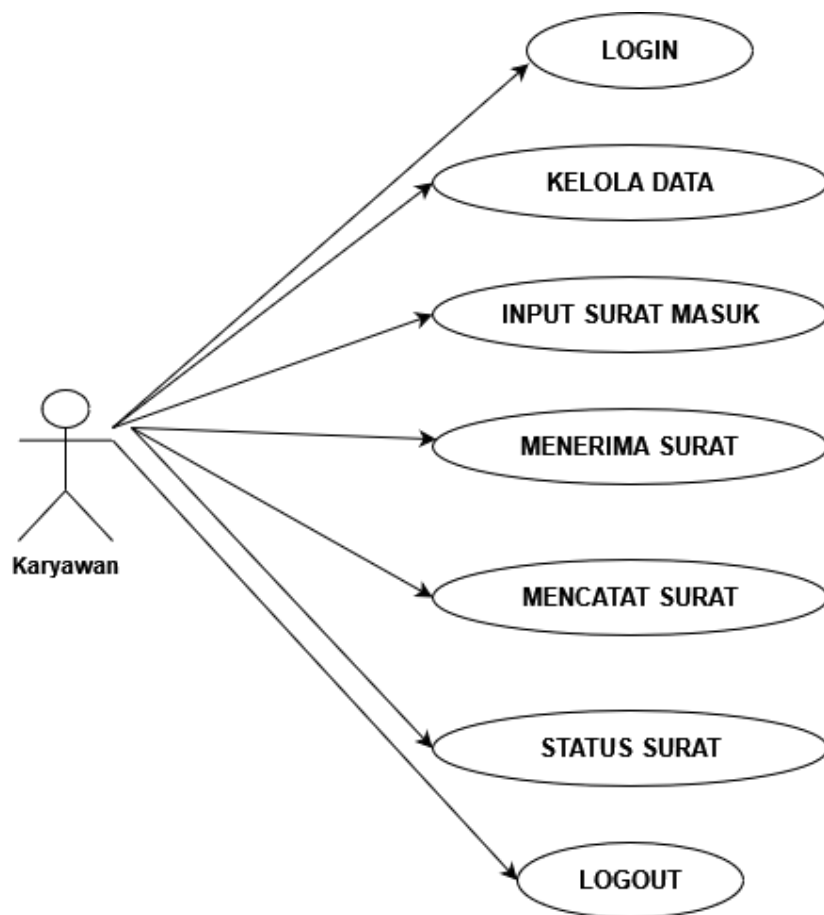 LOGIN
KELOLA DATA
INPUT SURAT MASUK
MENERIMA SURAT
Karyawan
MENCATAT SURAT
STATUS SURAT
LOGOUT